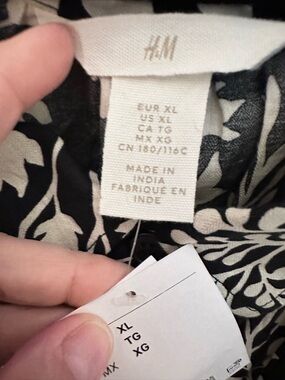 H&M
EUR XL
US XL
CA TG
MX XG
CN 180/116C
MADE IN
INDIA
FABRIQUÉ EN
INDE
XL
TG
MX XG